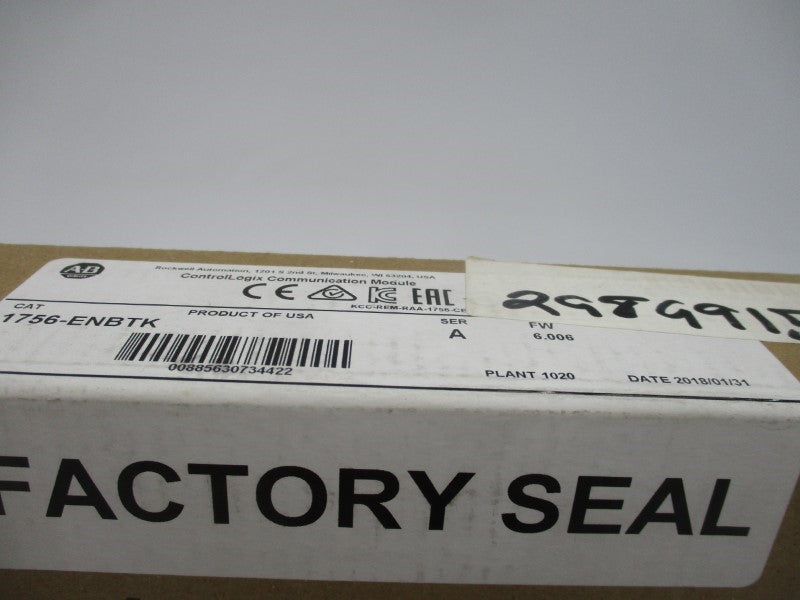 AB
Rockwell Automation, 1201 S 2nd St, Milwaukee, WI 53204, USA
ControlLogix Communication Module
CE KC EAC
KCC-REM-RAA-1756-CE
CAT
1756-ENBTK
PRODUCT OF USA
SER
A
FW
6.006
00885630734422
PLANT 1020
DATE 2018/01/31
FACTORY SEAL